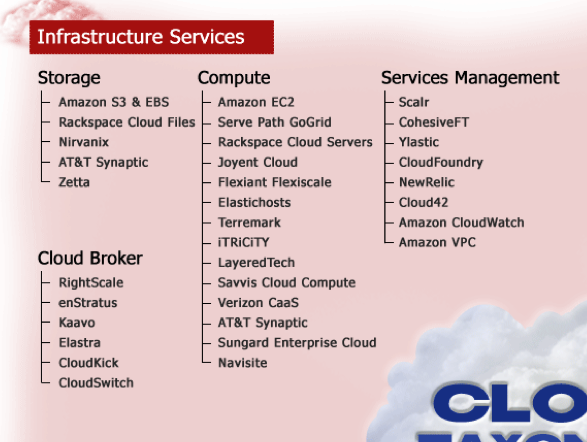 Infrastructure Services
Storage
Amazon S3 & EBS
Rackspace Cloud Files
Nirvanix
AT&T Synaptic
Zetta
Cloud Broker
RightScale
enStratus
Kaavo
Elastra
CloudKick
CloudSwitch
Compute
Amazon EC2
Serve Path GoGrid
Rackspace Cloud Servers
Joyent Cloud
Flexiant Flexiscale
Elastichosts
Terremark
iTRiCiTY
LayeredTech
Savvis Cloud Compute
Verizon CaaS
AT&T Synaptic
Sungard Enterprise Cloud
Navisite
Services Management
Scalr
CohesiveFT
Ylastic
CloudFoundry
NewRelic
Cloud42
Amazon CloudWatch
Amazon VPC
CLO